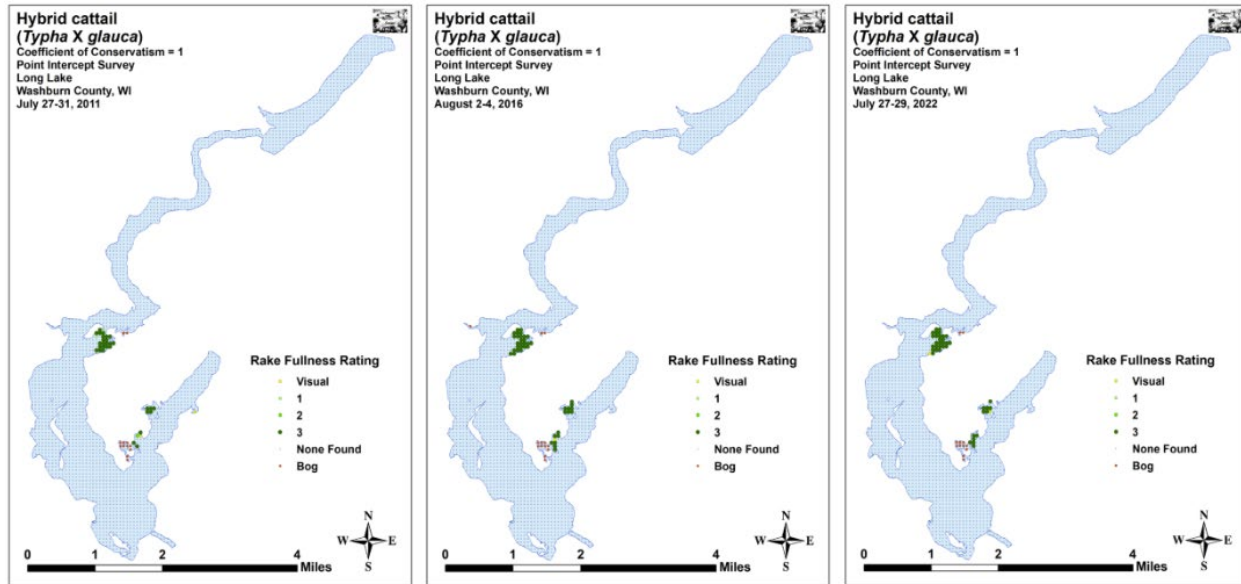 Hybrid cattail
(Typha X glauca)
Coefficient of Conservatism = 1
Point Intercept Survey
Long Lake
Washburn County, WI
July 27-31, 2011
Rake Fullness Rating
Visual
1
2
3
None Found
Bog
N
W E
S
0 1 2 4
Miles
Hybrid cattail
(Typha X glauca)
Coefficient of Conservatism = 1
Point Intercept Survey
Long Lake
Washburn County, WI
August 2-4, 2016
Rake Fullness Rating
Visual
1
2
3
None Found
Bog
N
W E
S
0 1 2 4
Miles
Hybrid cattail
(Typha X glauca)
Coefficient of Conservatism = 1
Point Intercept Survey
Long Lake
Washburn County, WI
July 27-29, 2022
Rake Fullness Rating
Visual
1
2
3
None Found
Bog
N
W E
S
0 1 2 4
Miles